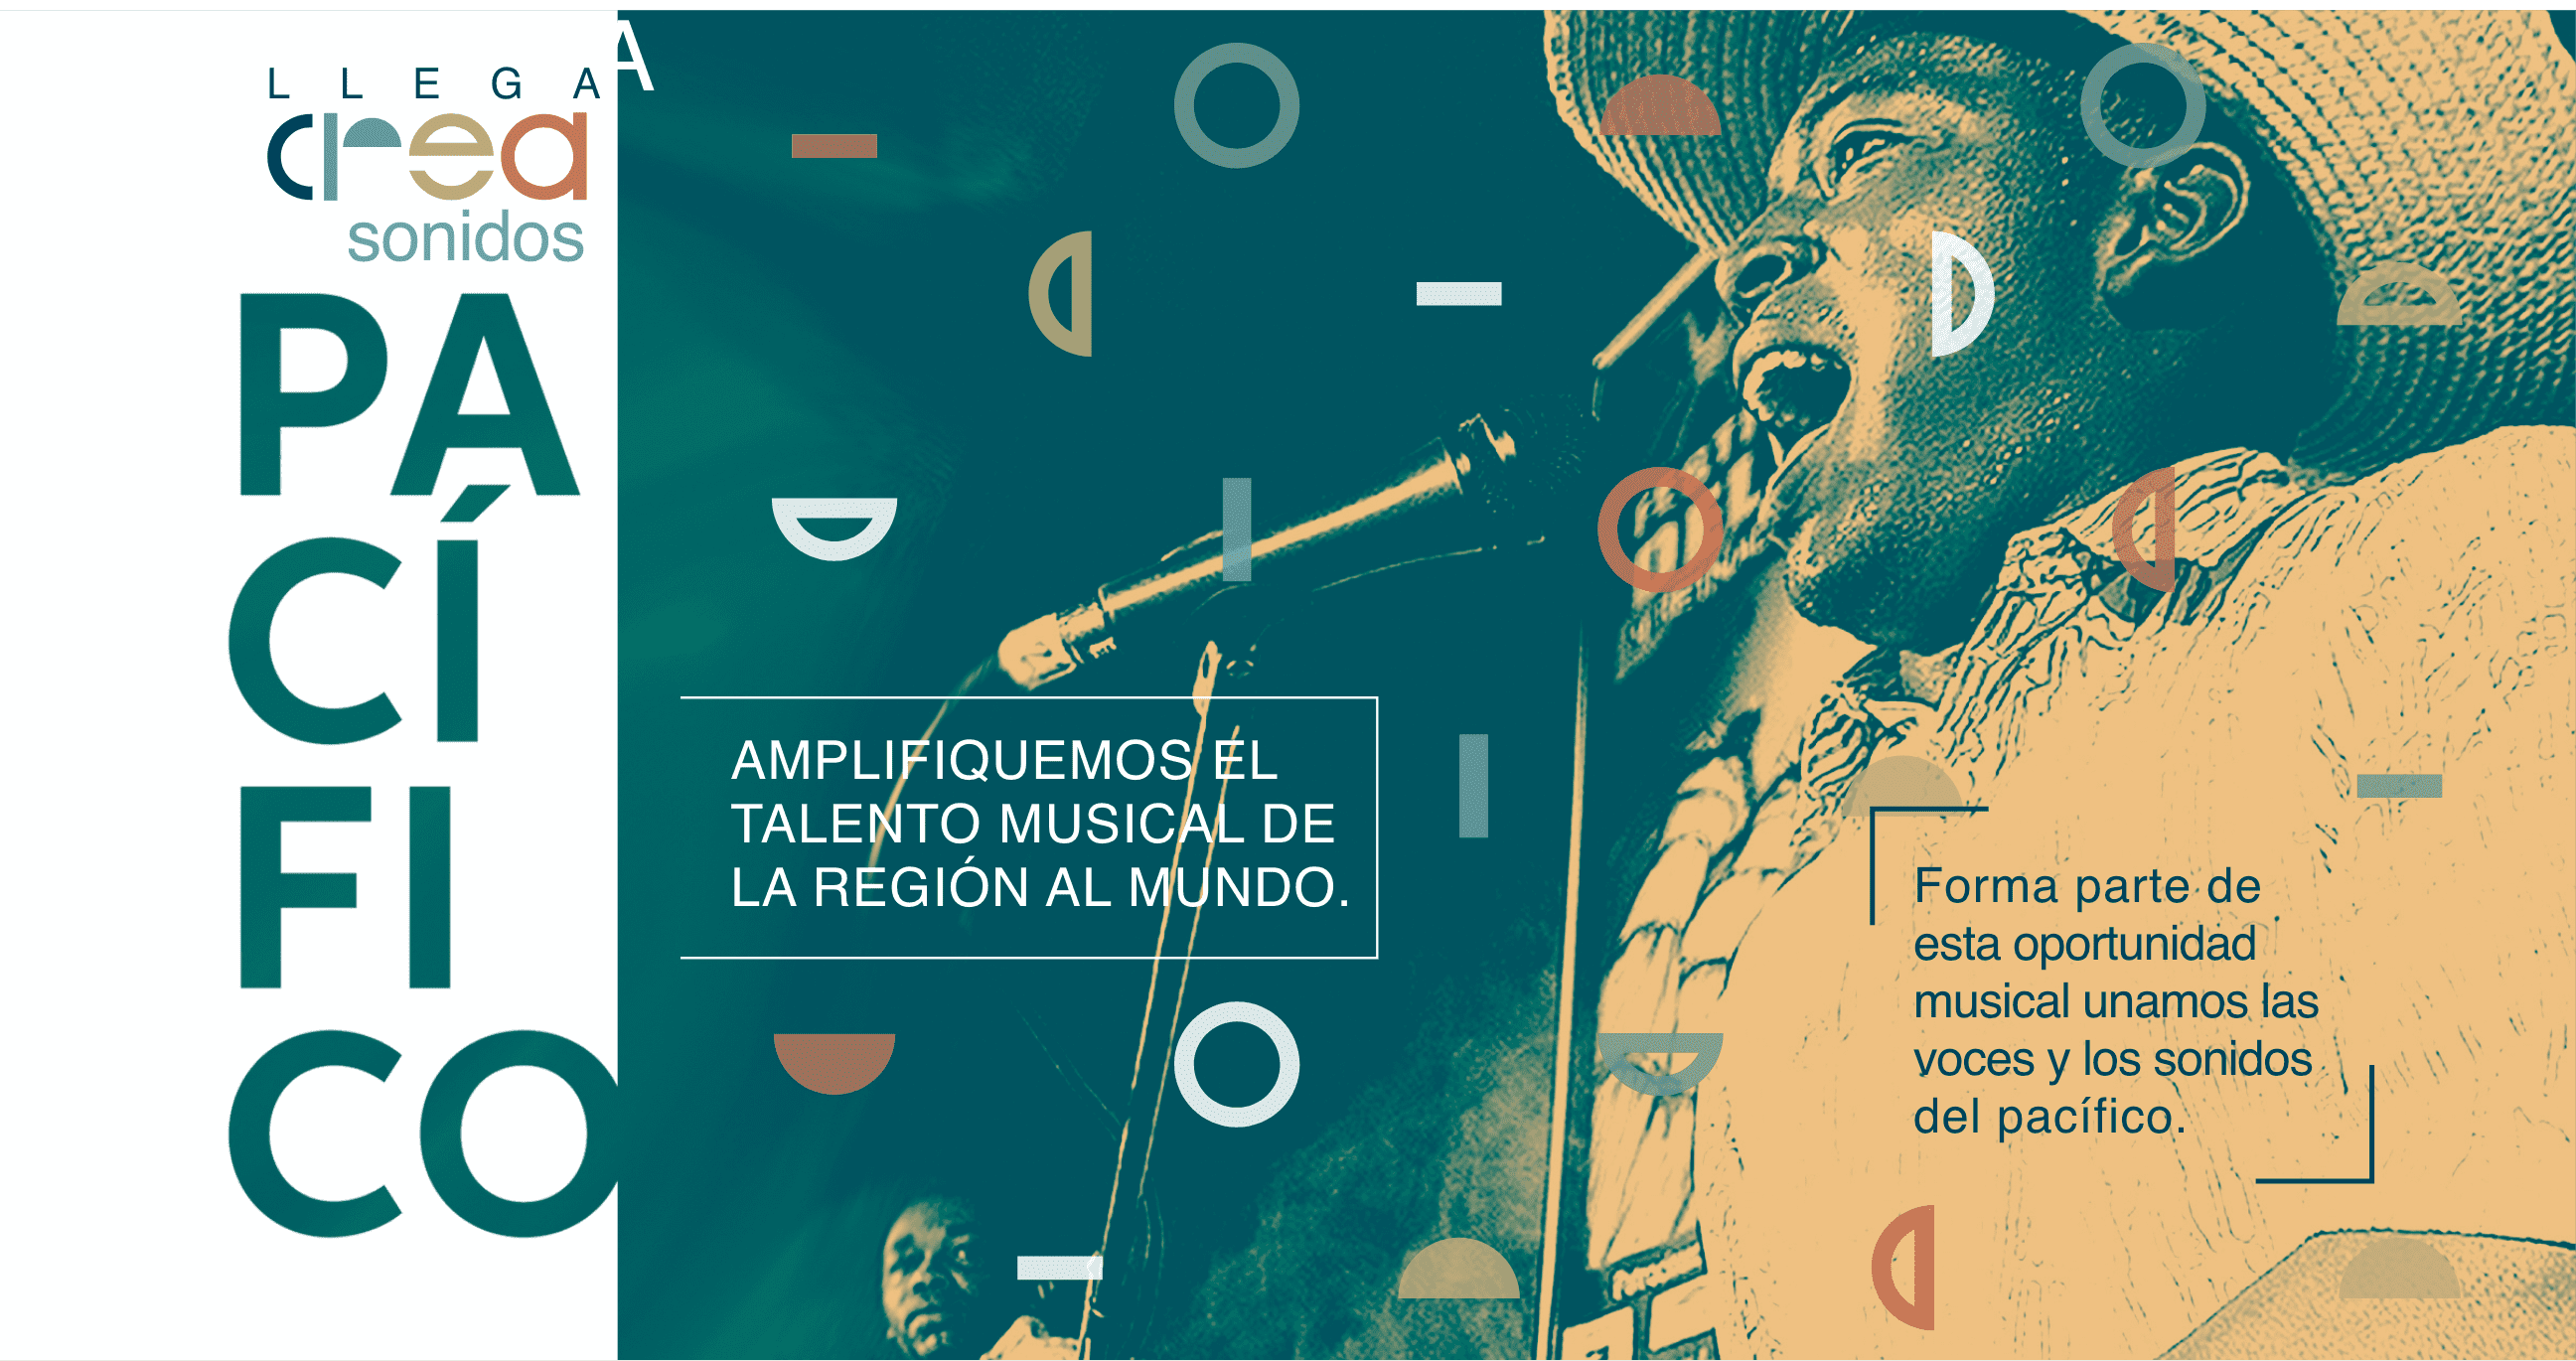 A
LLEGA
crea
sonidos
PA
CÍ
FI
CO
AMPLIFIQUEMOS EL
TALENTO MUSICAL DE
LA REGIÓN AL MUNDO.
Forma parte de
esta oportunidad
musical unamos las
voces y los sonidos
del pacífico.